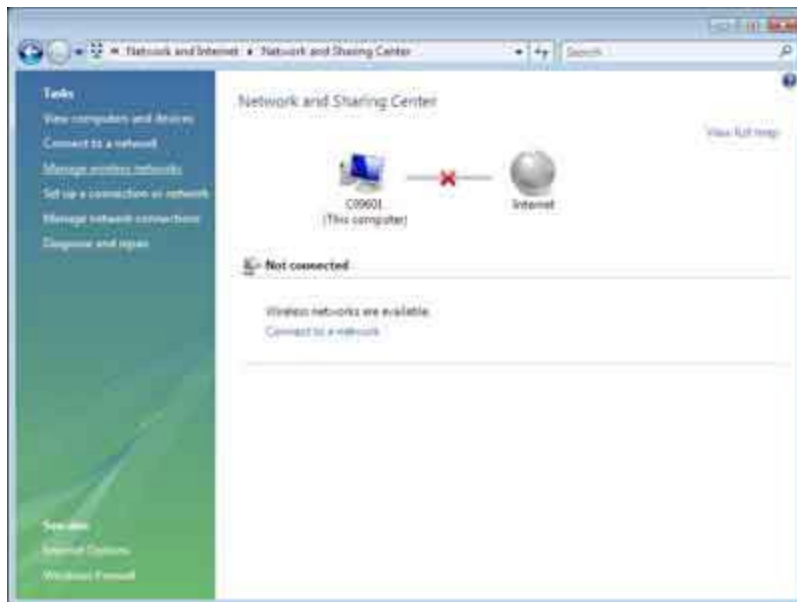 Network and Internet
Network and Sharing Center
Search
Tasks
View computers and devices
Connect to a network
Manage wireless networks
Set up a connection or network
Manage network connections
Diagnose and repair
See also
Internet Options
Windows Firewall
Network and Sharing Center
View full map
(This computer)
Internet
Not connected
Wireless networks are available.
Connect to a network